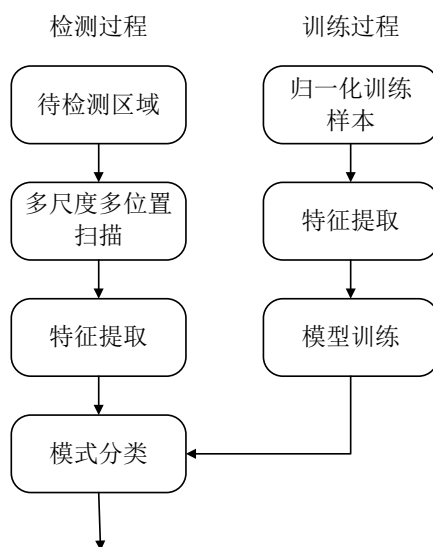 检测过程
训练过程
待检测区域
归一化训练
样本
多尺度多位置
扫描
特征提取
特征提取
模型训练
模式分类